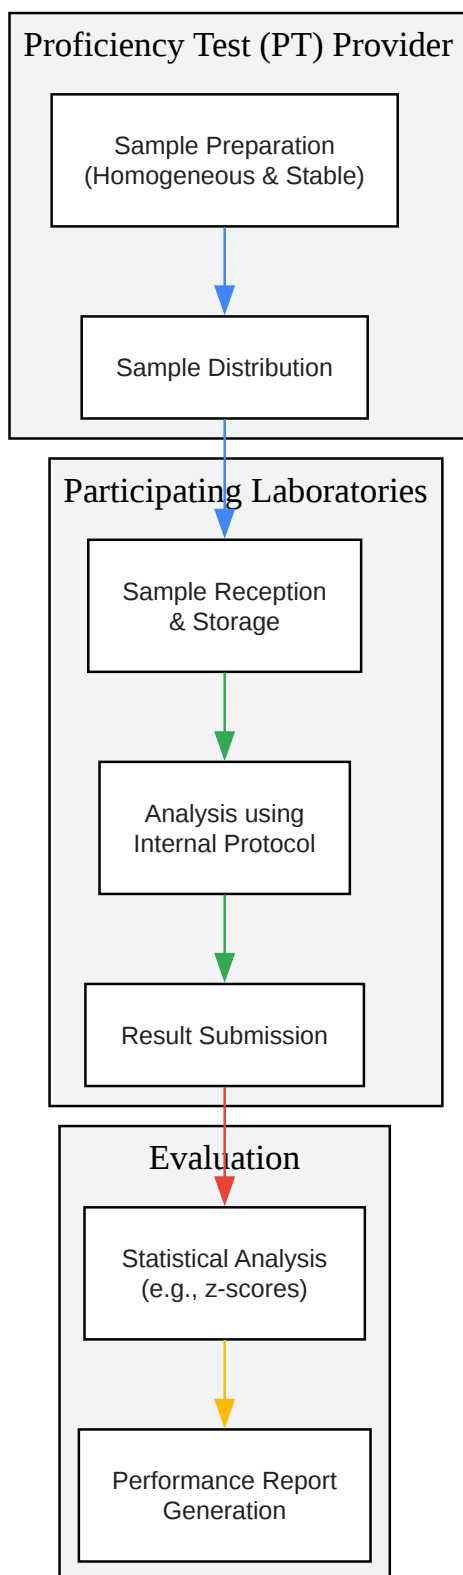 Proficiency Test (PT) Provider
Sample Preparation
(Homogeneous & Stable)
Sample Distribution
Participating Laboratories
Sample Reception
& Storage
Analysis using
Internal Protocol
Result Submission
Evaluation
Statistical Analysis
(e.g., z-scores)
Performance Report
Generation